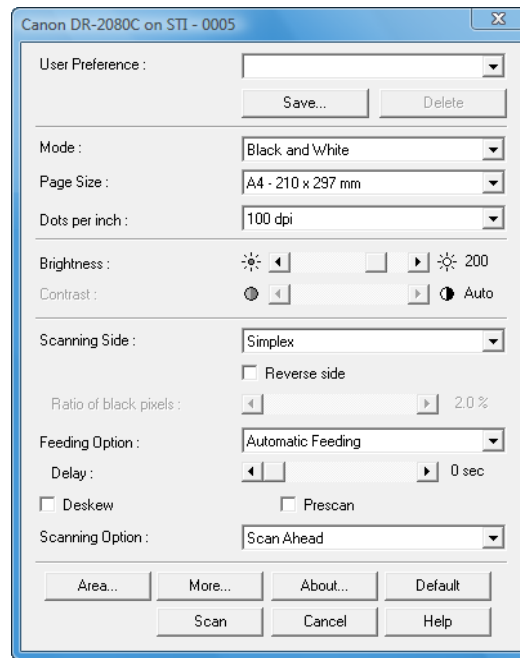 Canon DR-2080C on STI - 0005
User Preference :
Save... Delete
Mode : Black and White
Page Size : A4 - 210 x 297 mm
Dots per inch : 100 dpi
Brightness : 200
Contrast : Auto
Scanning Side : Simplex
Reverse side
Ratio of black pixels : 2.0 %
Feeding Option : Automatic Feeding
Delay : 0 sec
Deskew Prescan
Scanning Option : Scan Ahead
Area... More... About... Default
Scan Cancel Help